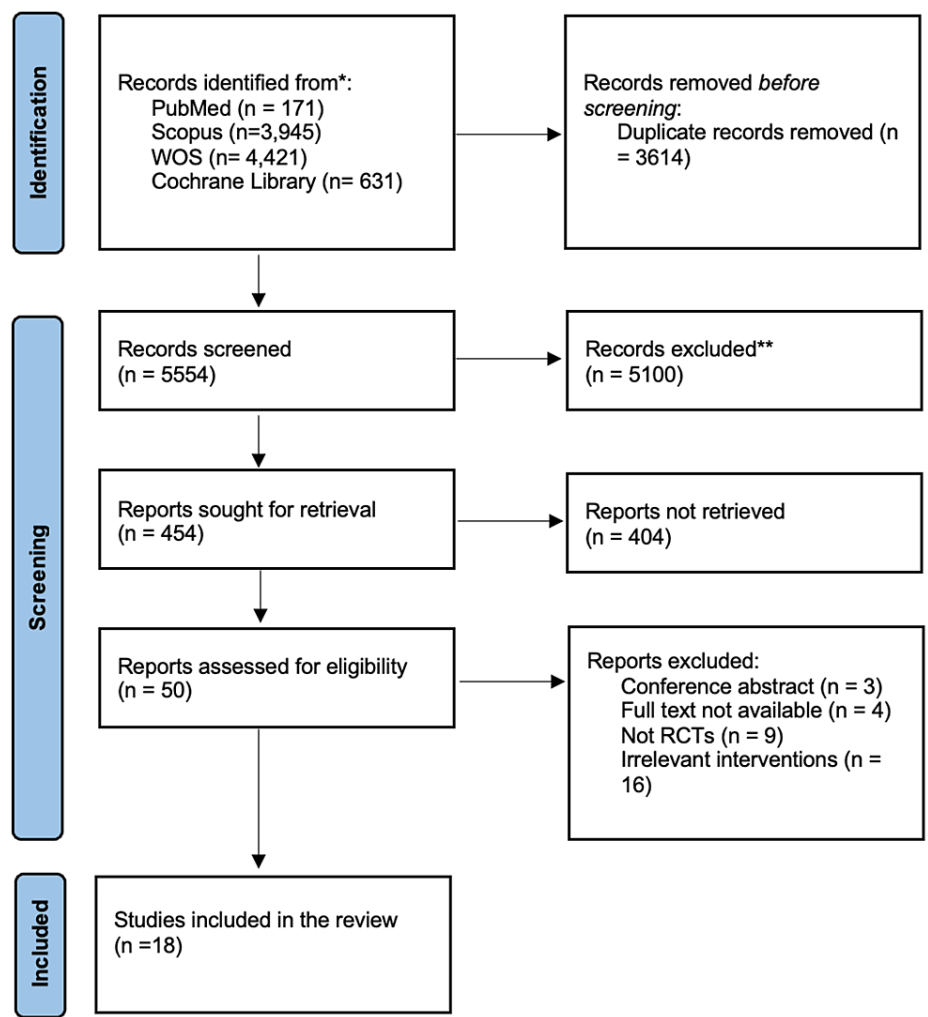 Identification
Records identified from*:
PubMed (n = 171)
Scopus (n=3,945)
WOS (n= 4,421)
Cochrane Library (n= 631)
Records removed before
screening:
Duplicate records removed (n
= 3614)
Screening
Records screened
(n = 5554)
Records excluded**
(n = 5100)
Reports sought for retrieval
(n = 454)
Reports not retrieved
(n = 404)
Reports assessed for eligibility
(n = 50)
Reports excluded:
Conference abstract (n = 3)
Full text not available (n = 4)
Not RCTs (n = 9)
Irrelevant interventions (n =
16)
Included
Studies included in the review
(n =18)